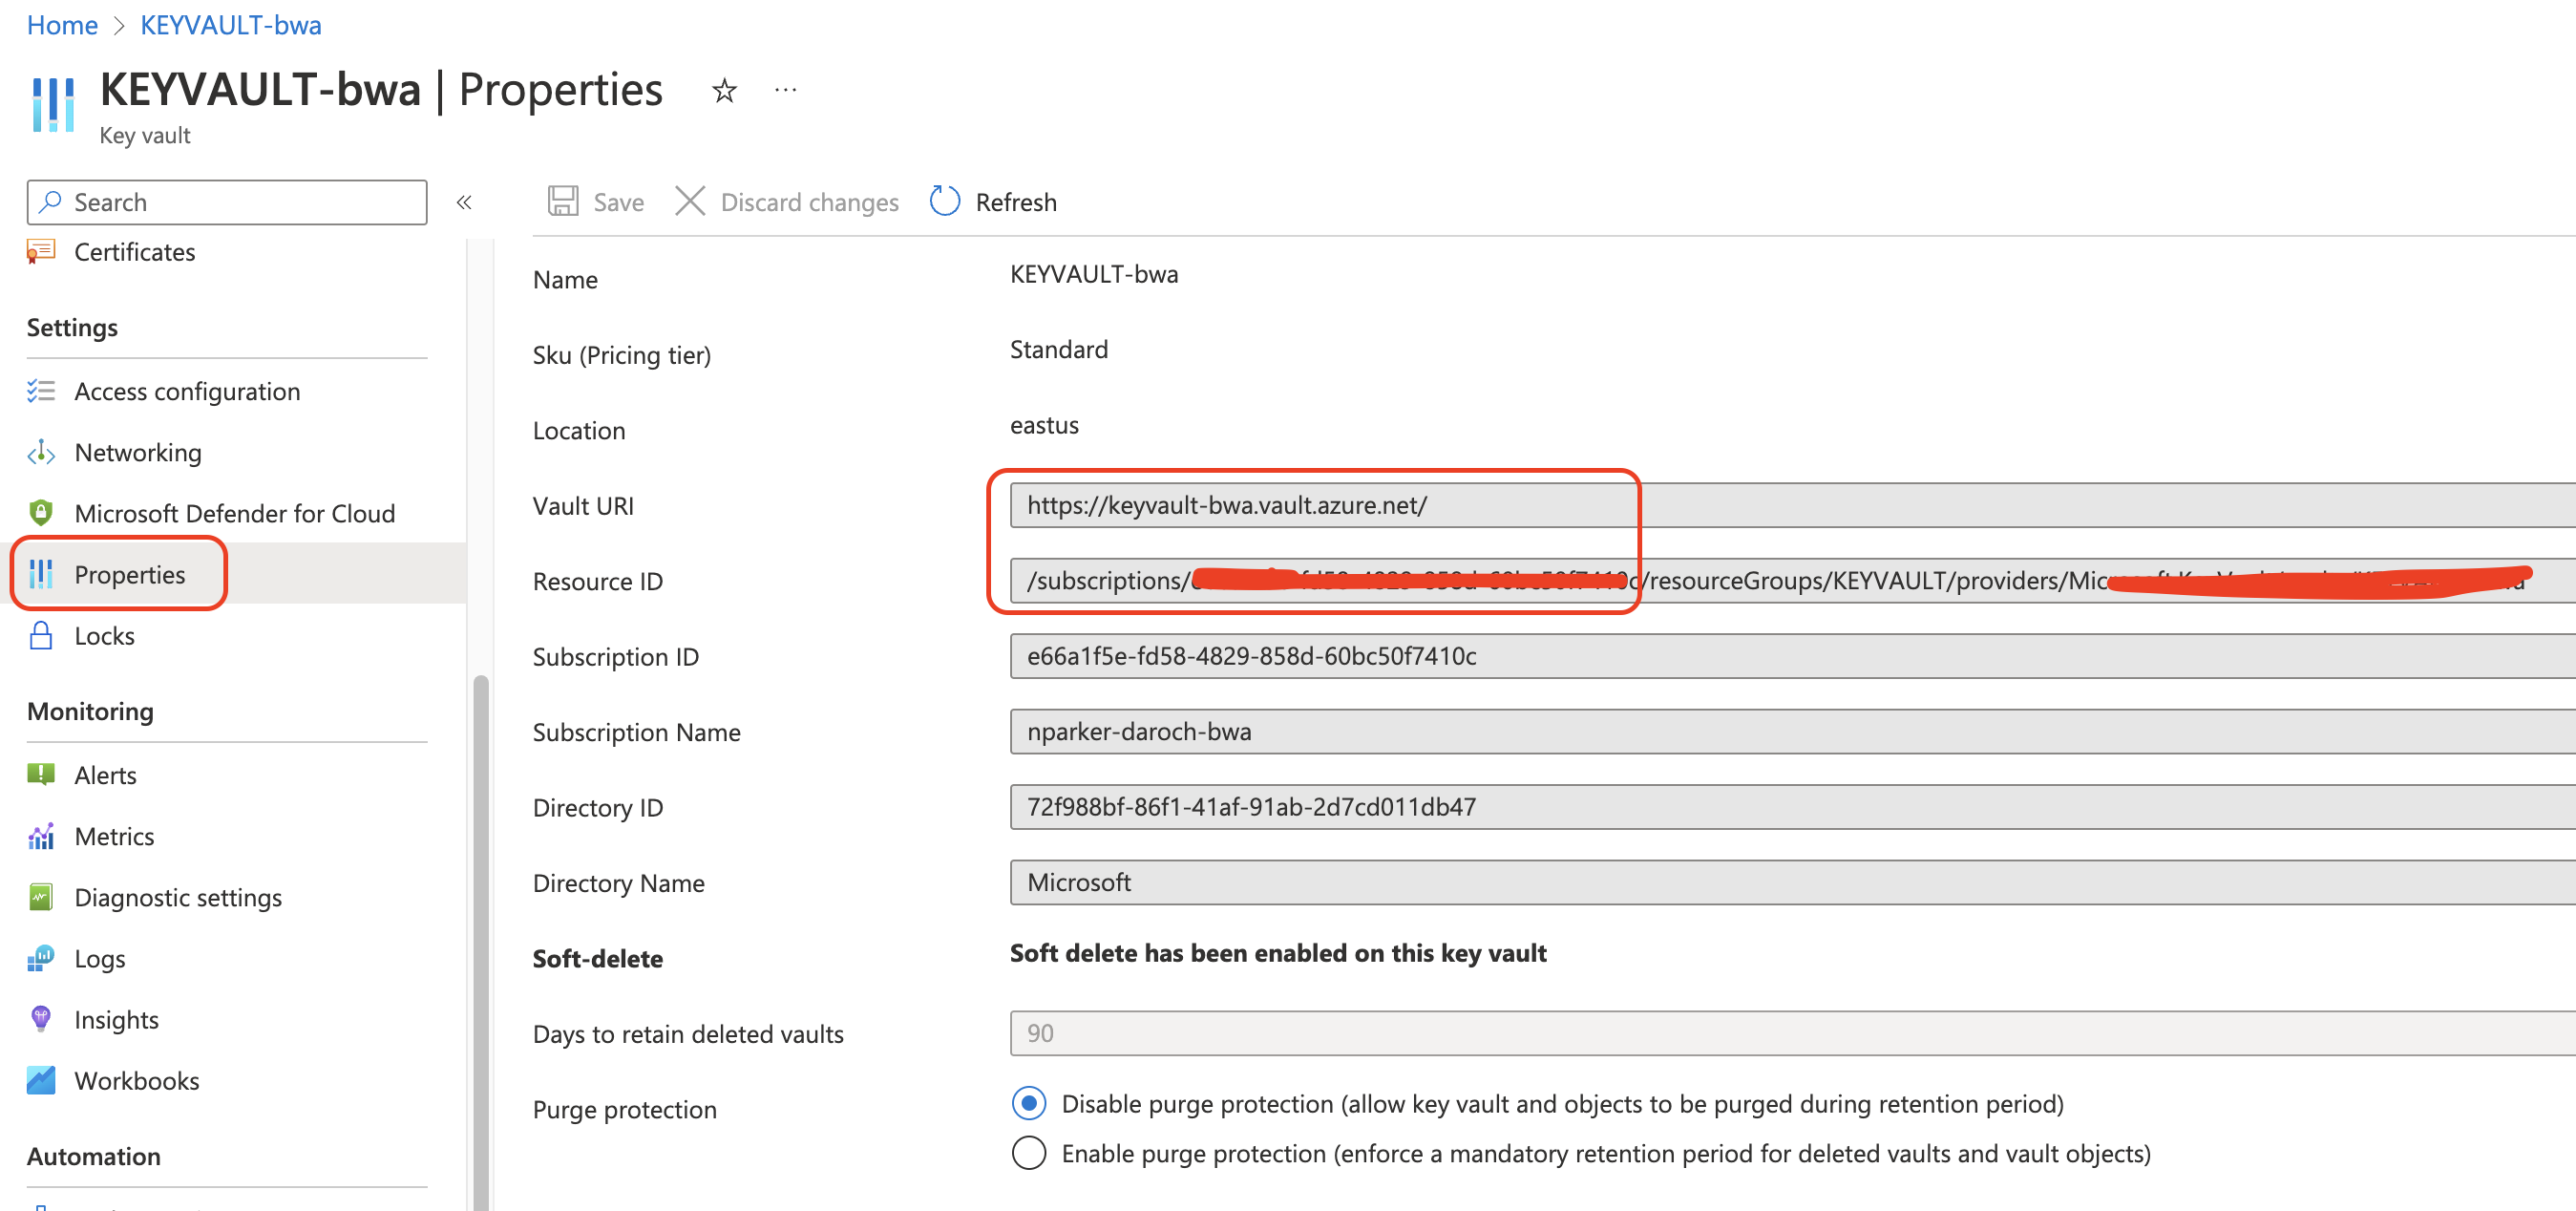 Home > KEYVAULT-bwa
KEYVAULT-bwa | Properties
Key vault
Search
«
Save
Discard changes
Refresh
Certificates
Settings
Access configuration
Networking
Microsoft Defender for Cloud
Properties
Locks
Monitoring
Alerts
Metrics
Diagnostic settings
Logs
Insights
Workbooks
Automation
Name KEYVAULT-bwa
Sku (Pricing tier) Standard
Location eastus
Vault URI https://keyvault-bwa.vault.azure.net/
Resource ID /subscriptions/ /resourceGroups/KEYVAULT/providers/Mic
Subscription ID e66a1f5e-fd58-4829-858d-60bc50f7410c
Subscription Name nparker-daroch-bwa
Directory ID 72f988bf-86f1-41af-91ab-2d7cd011db47
Directory Name Microsoft
Soft-delete Soft delete has been enabled on this key vault
Days to retain deleted vaults 90
Purge protection
Disable purge protection (allow key vault and objects to be purged during retention period)
Enable purge protection (enforce a mandatory retention period for deleted vaults and vault objects)